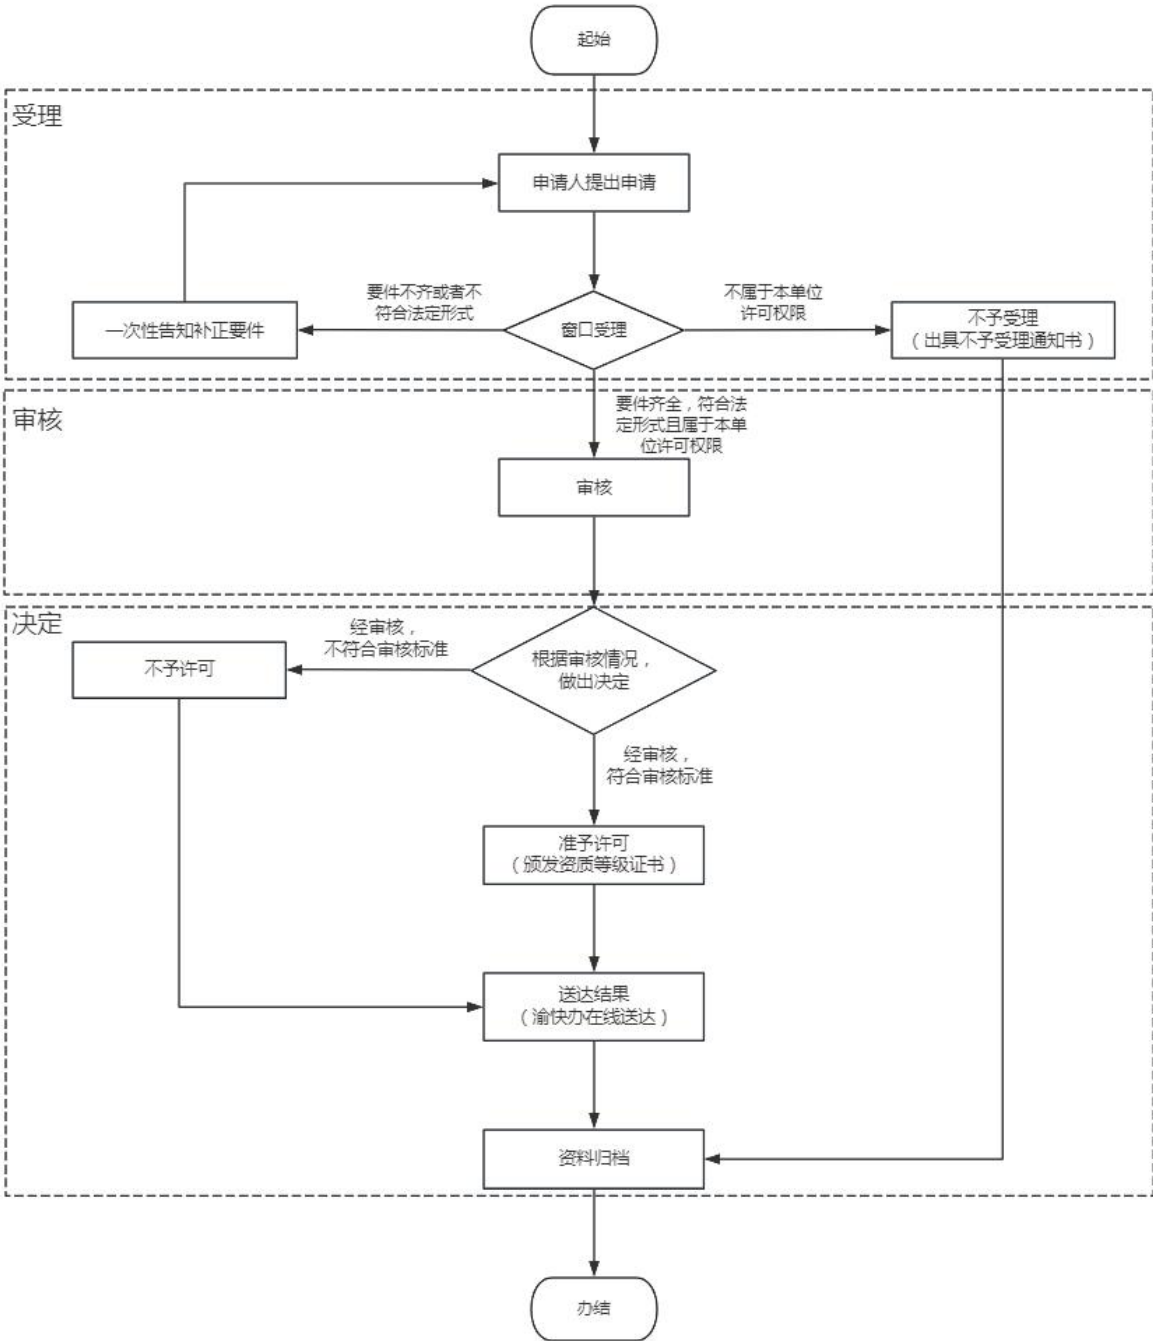 起始
受理
申请人提出申请
要件不齐或者不
符合法定形式
不属于本单位
许可权限
一次性告知补正要件
窗口受理
不予受理
（出具不予受理通知书）
审核
要件齐全，符合法
定形式且属于本单
位许可权限
审核
决定
经审核，
不符合审核标准
不予许可
根据审核情况，
做出决定
经审核，
符合审核标准
准予许可
（颁发资质等级证书）
送达结果
（渝快办在线送达）
资料归档
办结